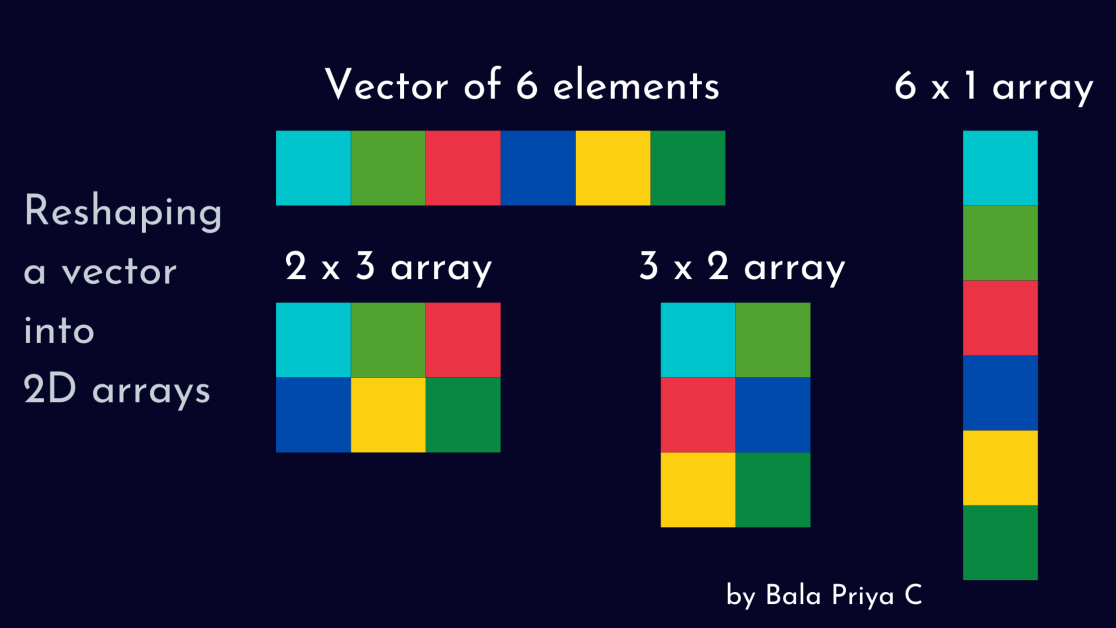 Vector of 6 elements
6 x 1 array
Reshaping
a vector
into
2D arrays
2 x 3 array
3 x 2 array
by Bala Priya C